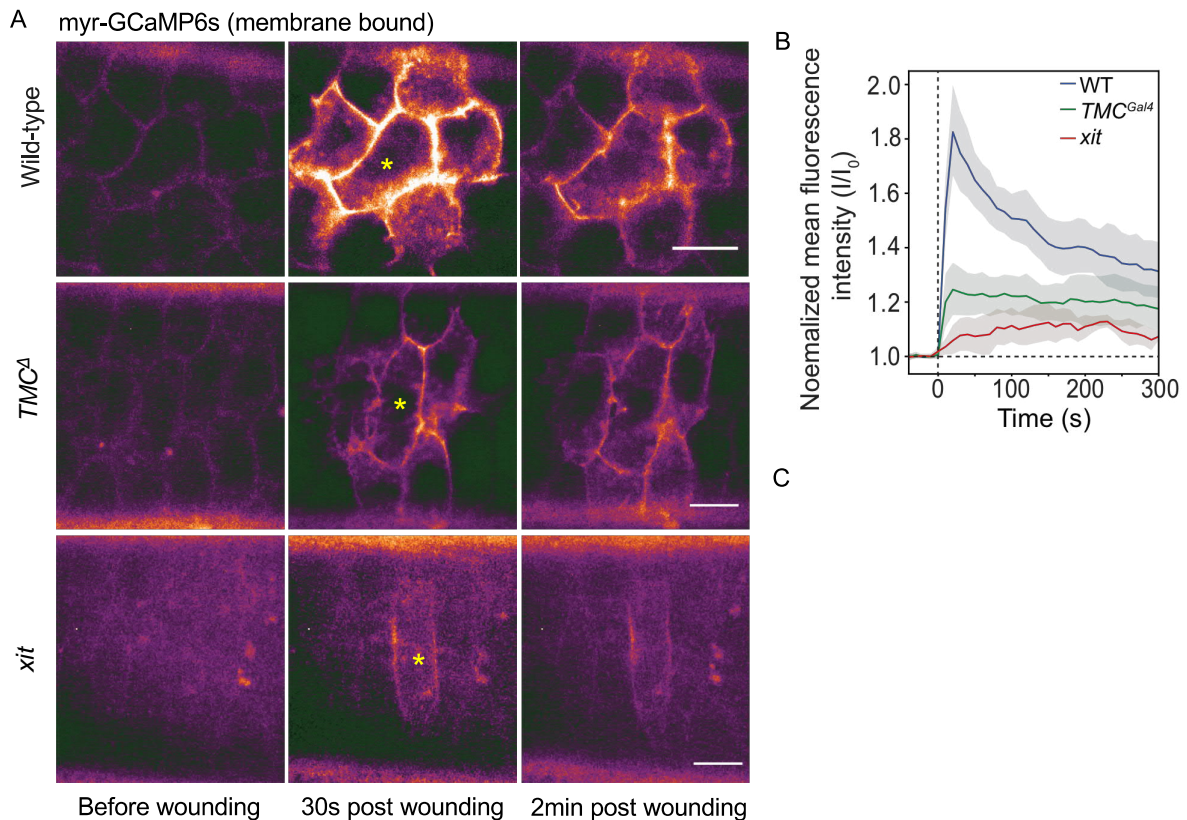 A
myr-GCaMP6s (membrane bound)
Wild-type
*
TMCΔ
*
xit
*
Before wounding
30s post wounding
2min post wounding
B
Noemalized mean fluorescence
intensity (I/I0)
2.0
1.8
1.6
1.4
1.2
1.0
WT
TMCGal4
xit
0
100
200
300
Time (s)
C